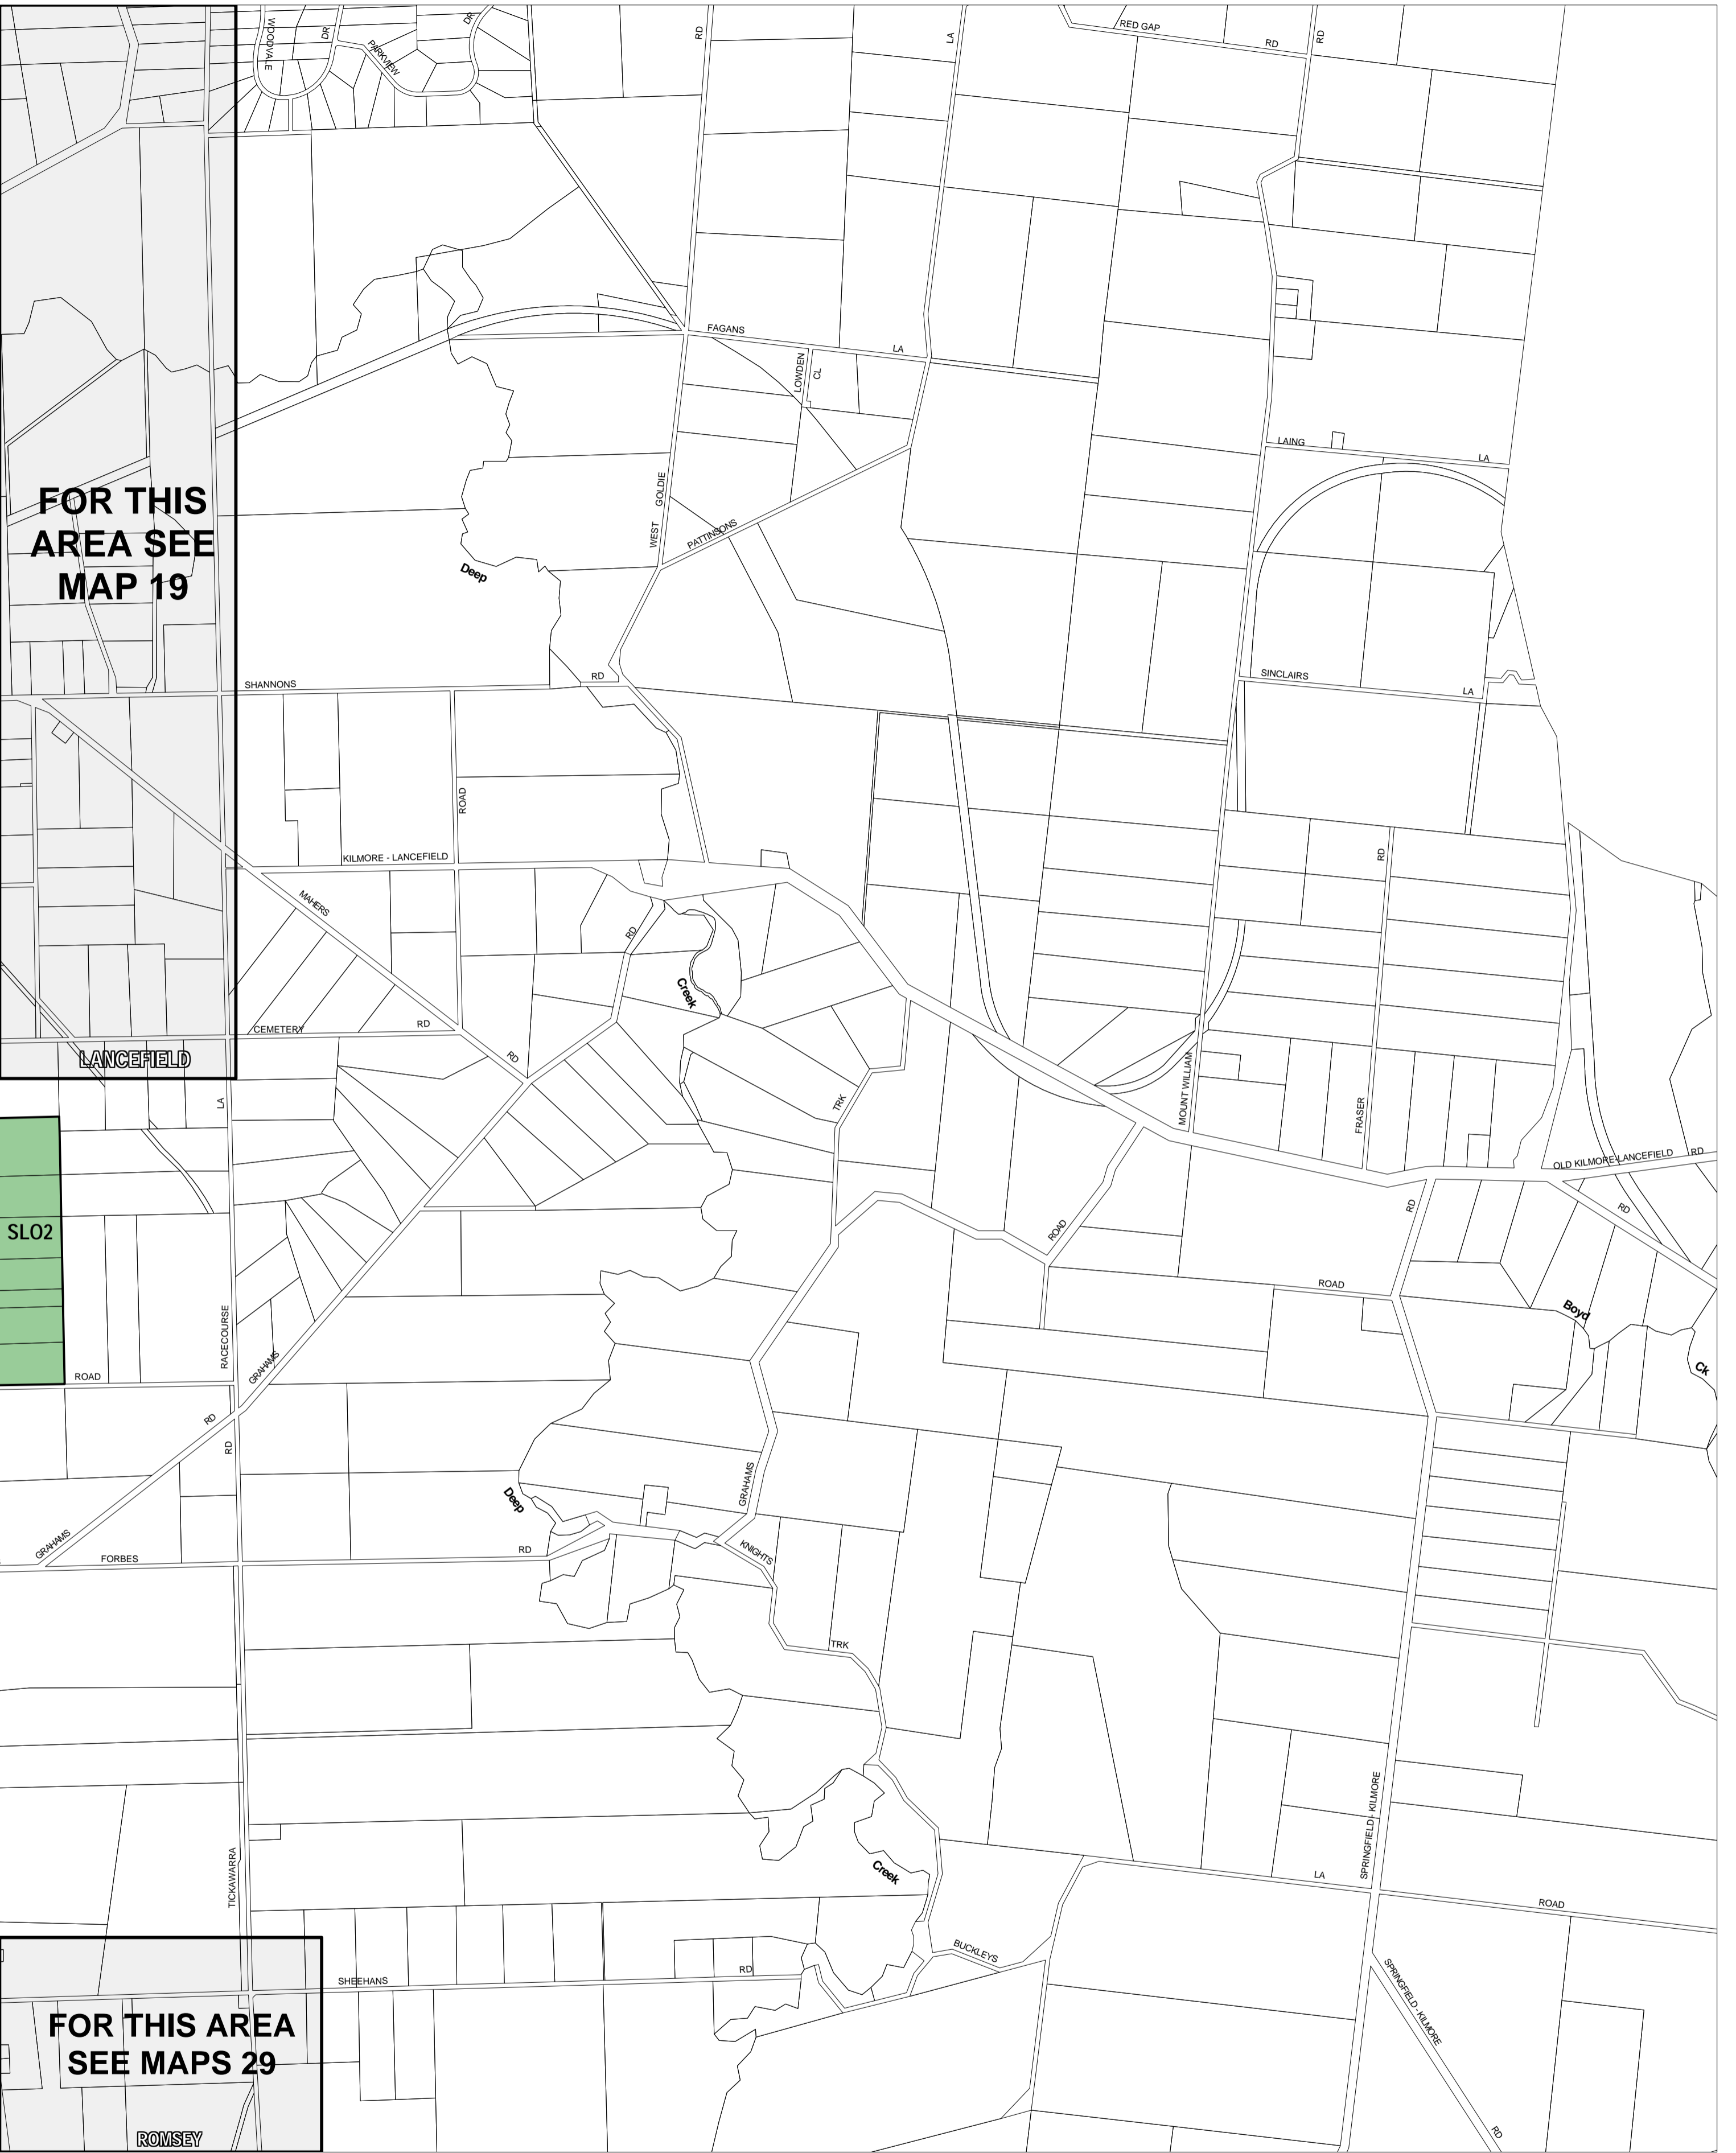 WOODVALE
DR
PARKVIEW
DR
RD
LA
RED GAP
RD
RD
FAGANS
LA
LOWDEN
CL
LAING
LA
FOR THIS
AREA SEE
MAP 19
WEST GOLDIE
PATTINSONS
Deep
SHANNONS
RD
SINCLAIRS
LA
ROAD
KILMORE - LANCEFIELD
RD
MAHERS
RD
Creek
CEMETERY
RD
RD
LANCEFIELD
LA
TRK
MOUNT WILLIAM
FRASER
OLD KILMORE-LANCEFIELD RD
RD
RD
ROAD
SLO2
ROAD
Boyd
Ck
RACECOURSE
GRAHAMS
ROAD
RD
RD
GRAHAMS
Deep
GRAHAMS
FORBES
RD
KNIGHTS
TRK
TICKAWARRA
SPRINGFIELD - KILMORE
Creek
LA
ROAD
BUCKLEYS
SHEEHANS
RD
SPRINGFIELD - KILMORE
RD
FOR THIS AREA
SEE MAPS 29
ROMSEY